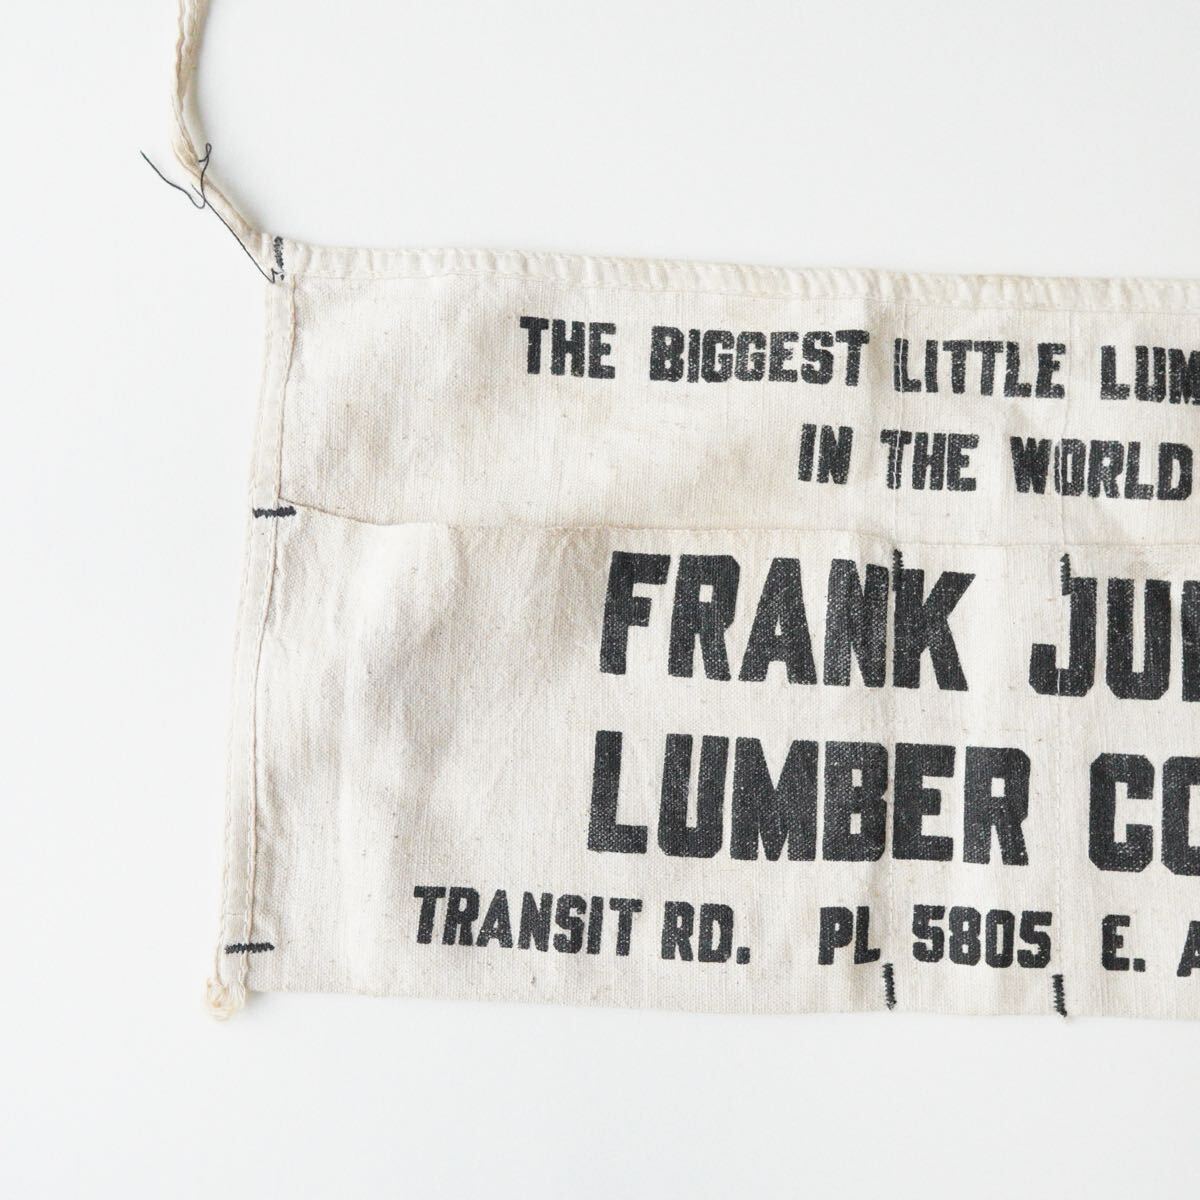 THE BIGGEST LITTLE LUM
IN THE WORLD
FRANK JU
LUMBER CO
TRANSIT RD. PL 5805 E. A